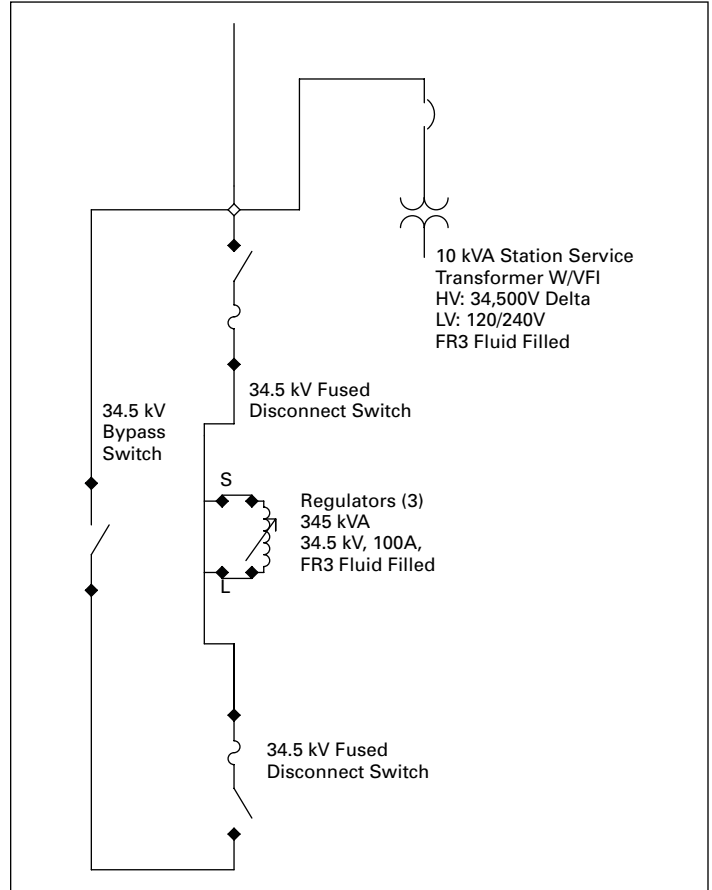 10 kVA Station Service
Transformer W/VFI
HV: 34,500V Delta
LV: 120/240V
FR3 Fluid Filled
34.5 kV Fused
Disconnect Switch
34.5 kV
Bypass
Switch
S
Regulators (3)
345 kVA
34.5 kV, 100A,
FR3 Fluid Filled
L
34.5 kV Fused
Disconnect Switch